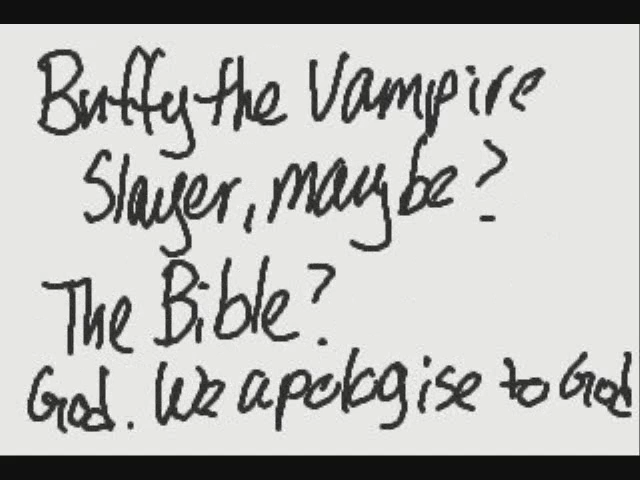 Buffy the Vampire
Slayer, maybe?
The Bible?
God. We apologise to God